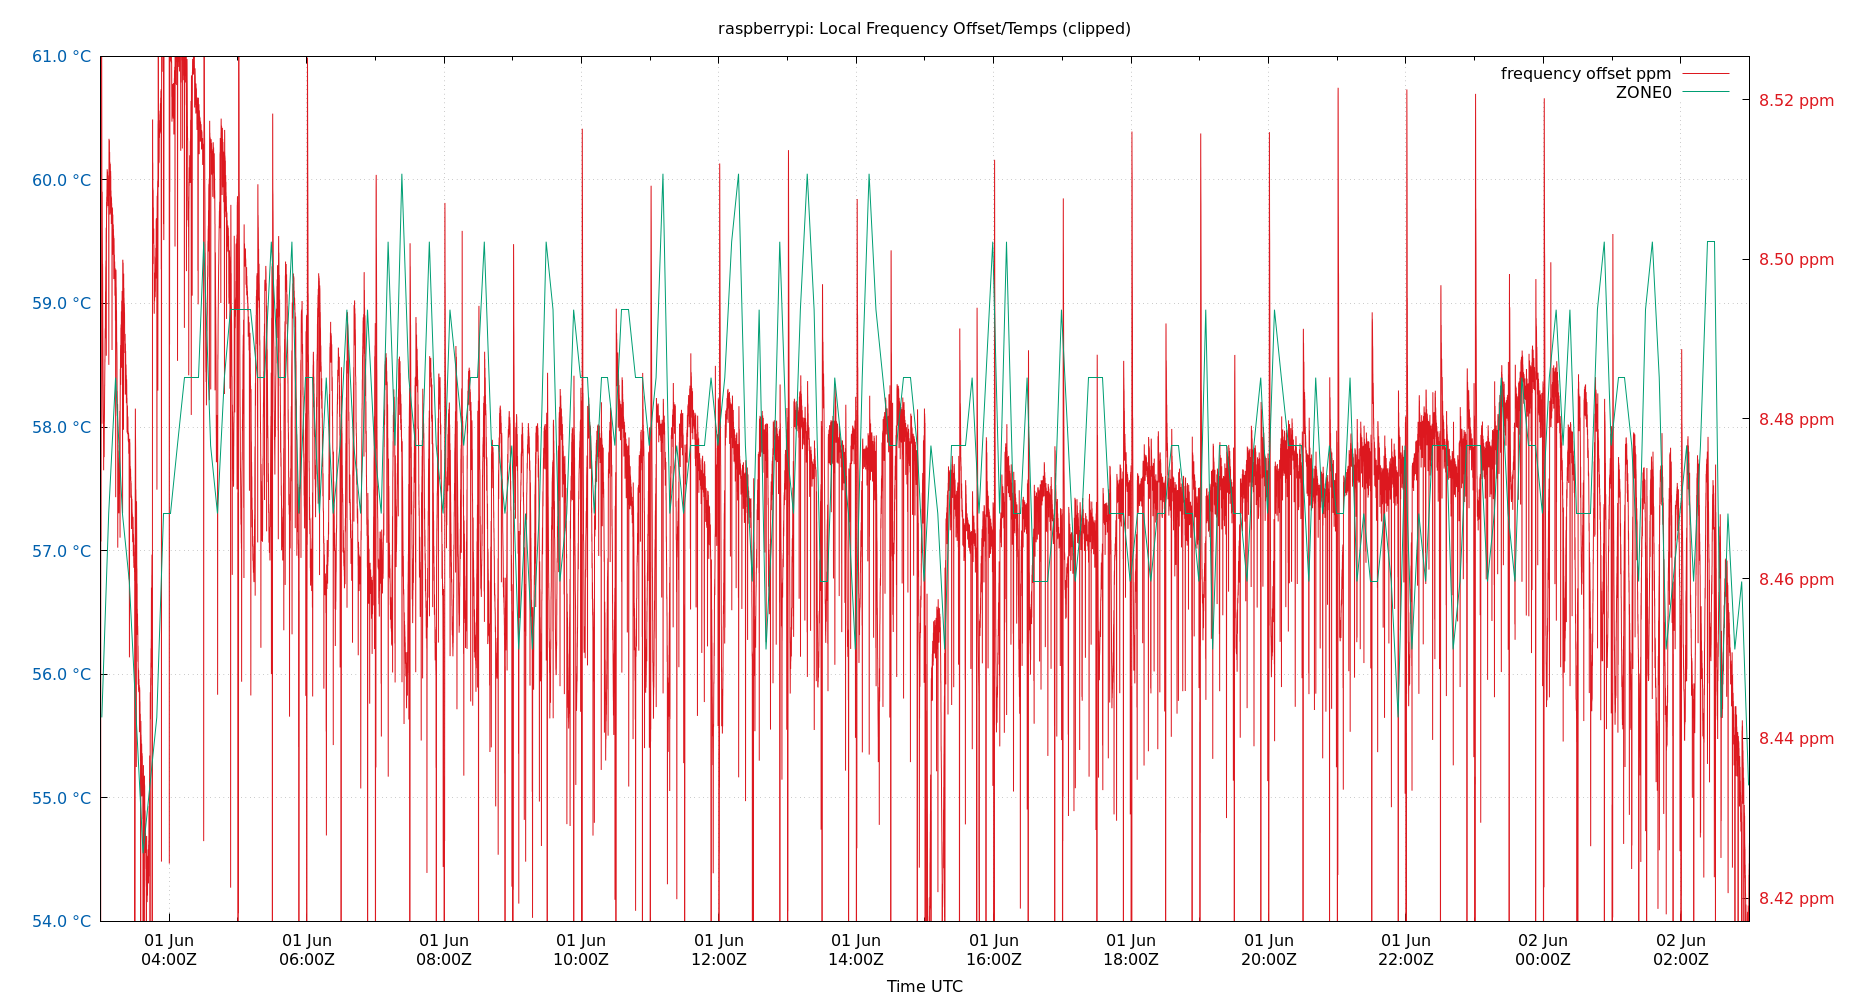 raspberrypi: Local Frequency Offset/Temps (clipped)
frequency offset ppm
ZONE0
61.0 °C
60.0 °C
59.0 °C
58.0 °C
57.0 °C
56.0 °C
55.0 °C
54.0 °C
8.52 ppm
8.50 ppm
8.48 ppm
8.46 ppm
8.44 ppm
8.42 ppm
01 Jun 01 Jun 01 Jun 01 Jun 01 Jun 01 Jun 01 Jun 01 Jun 01 Jun 01 Jun 02 Jun 02 Jun
04:00Z 06:00Z 08:00Z 10:00Z 12:00Z 14:00Z 16:00Z 18:00Z 20:00Z 22:00Z 00:00Z 02:00Z
Time UTC